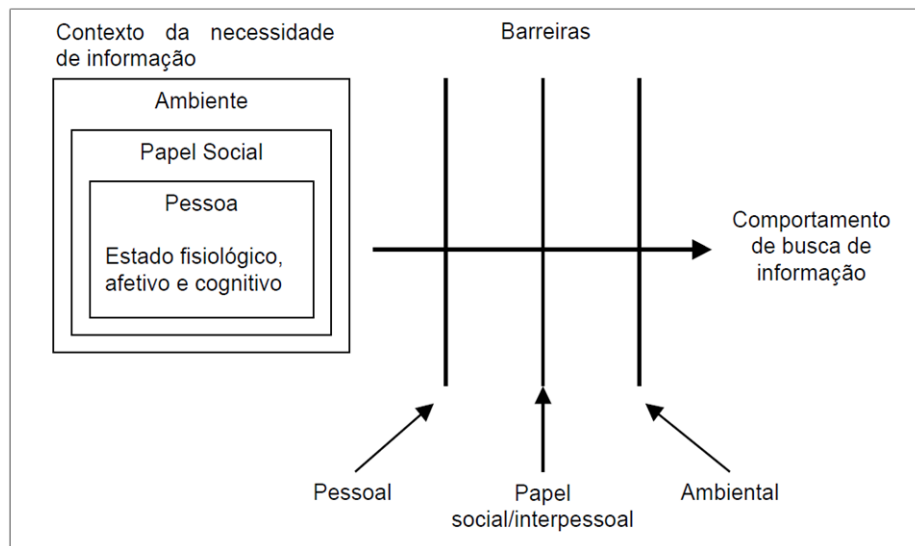 Contexto da necessidade
de informação
Barreiras
Ambiente
Papel Social
Pessoa
Estado fisiológico,
afetivo e cognitivo
Comportamento
de busca de
informação
Pessoal
Papel
social/interpessoal
Ambiental